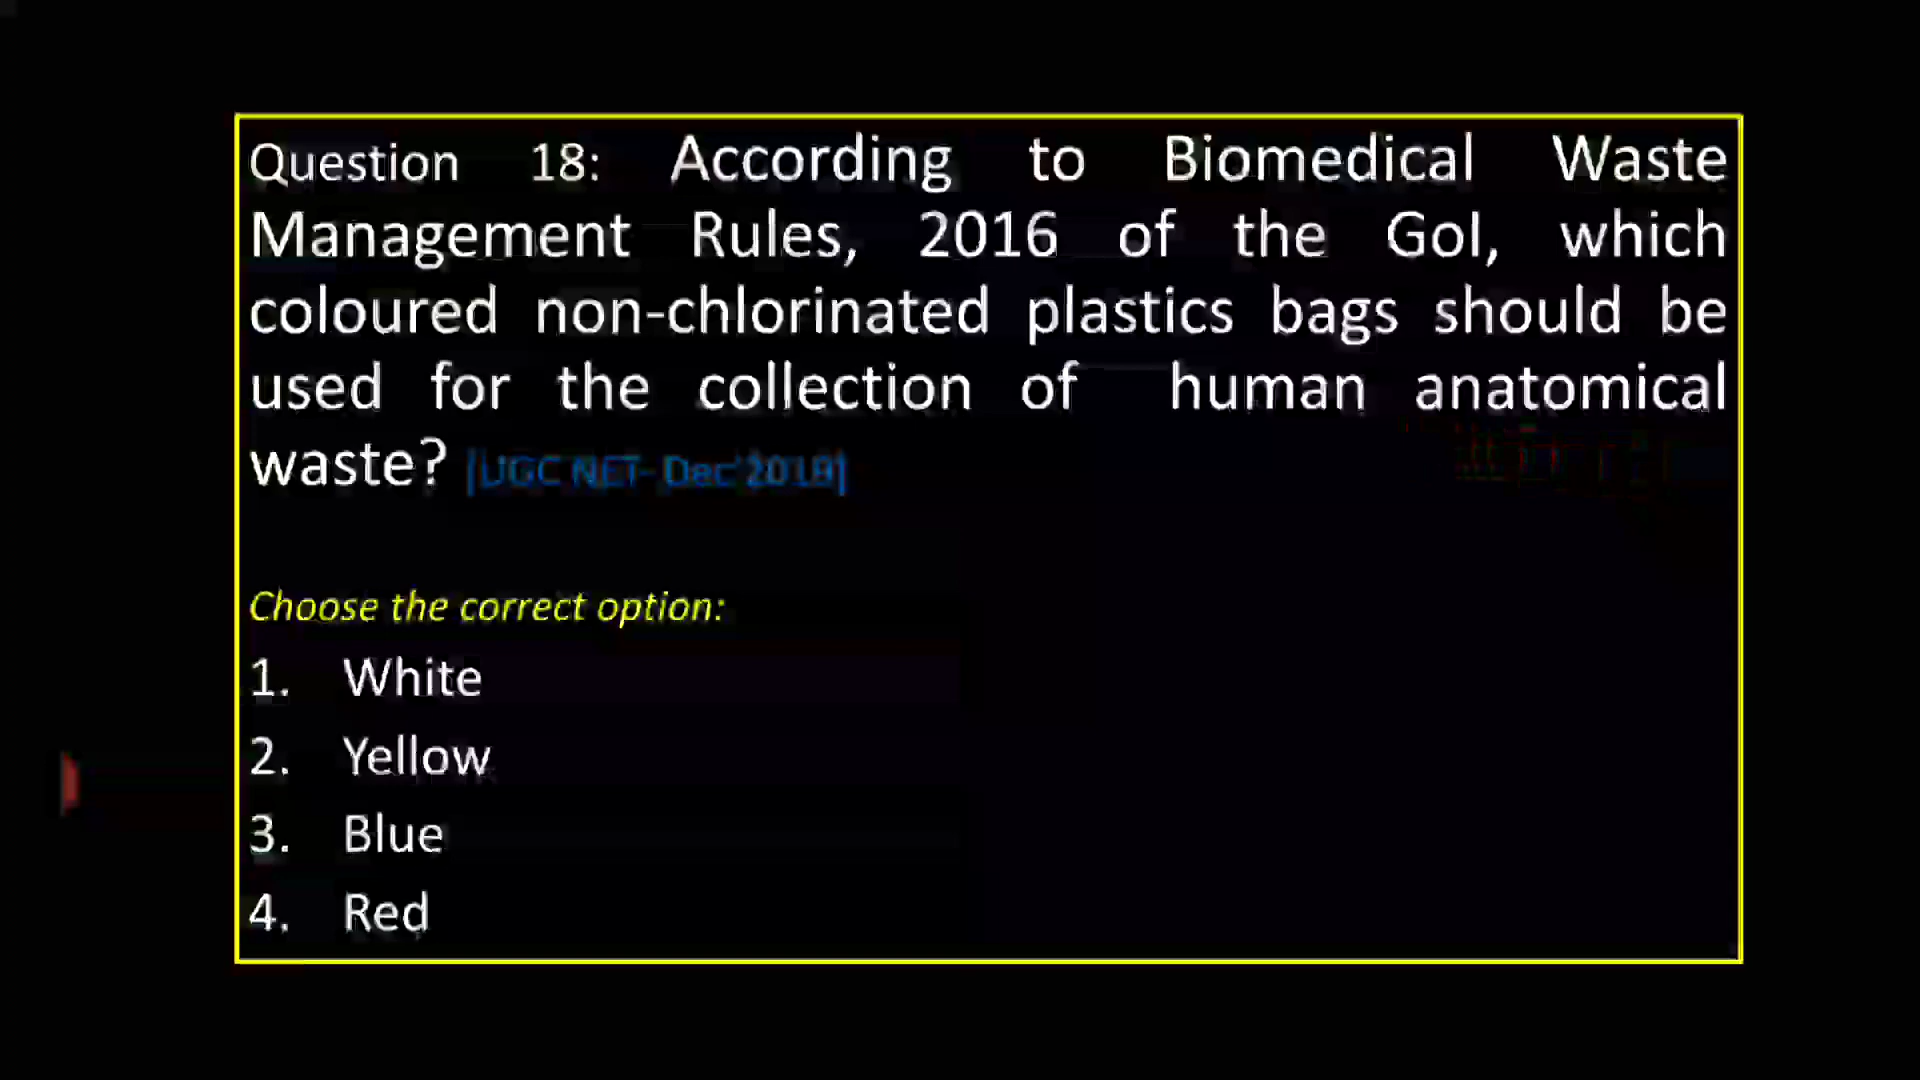 Question 18: According to Biomedical Waste
Management Rules, 2016 of the GoI, which
coloured non-chlorinated plastics bags should be
used for the collection of human anatomical
waste? [UGC NET- Dec'2019]
Choose the correct option:
1. White
2. Yellow
3. Blue
4. Red